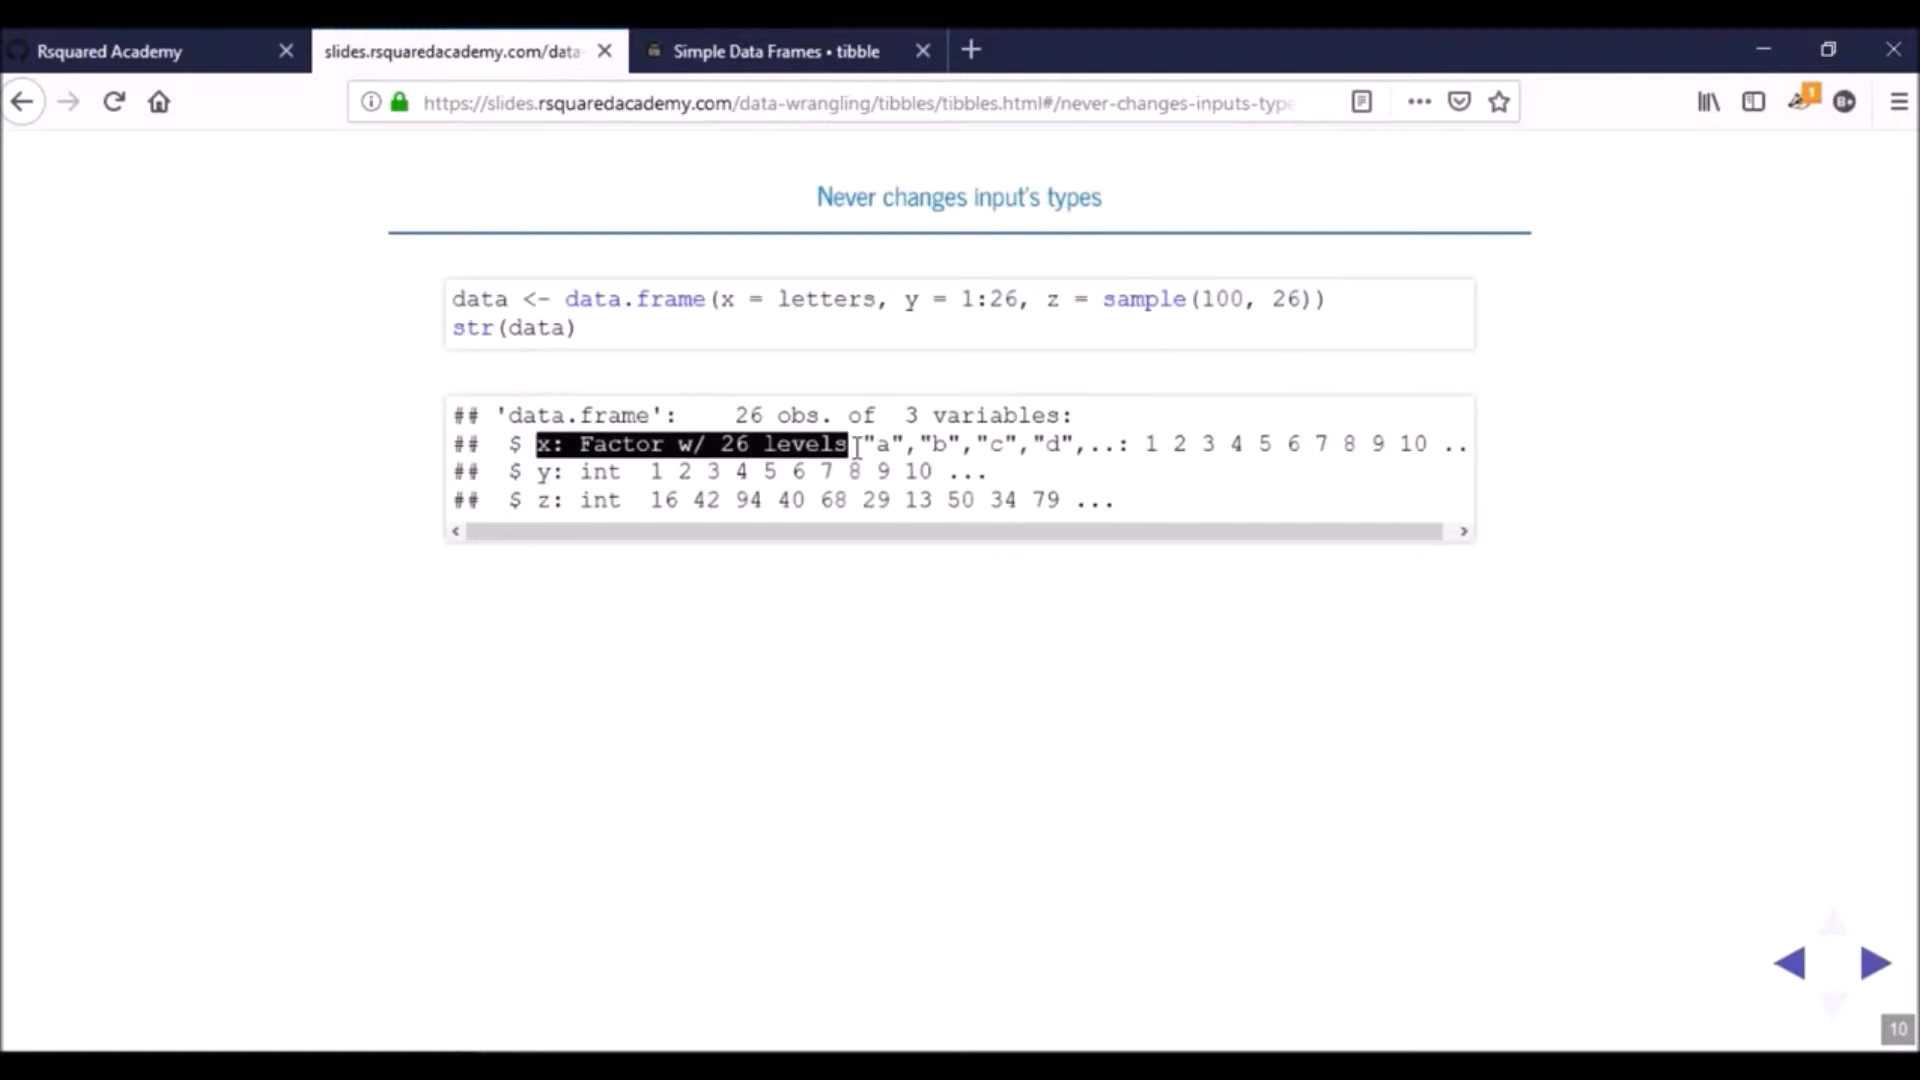 Rsquared Academy
slides.rsquaredacademy.com/data-
Simple Data Frames • tibble
https://slides.rsquaredacademy.com/data-wrangling/tibbles/tibbles.html#/never-changes-inputs-type
1
B+
Never changes input's types
data <- data.frame(x = letters, y = 1:26, z = sample(100, 26))
str(data)
## 'data.frame':    26 obs. of  3 variables:
##  $ x: Factor w/ 26 levels "a","b","c","d",..: 1 2 3 4 5 6 7 8 9 10 ..
##  $ y: int  1 2 3 4 5 6 7 8 9 10 ...
##  $ z: int  16 42 94 40 68 29 13 50 34 79 ...
10